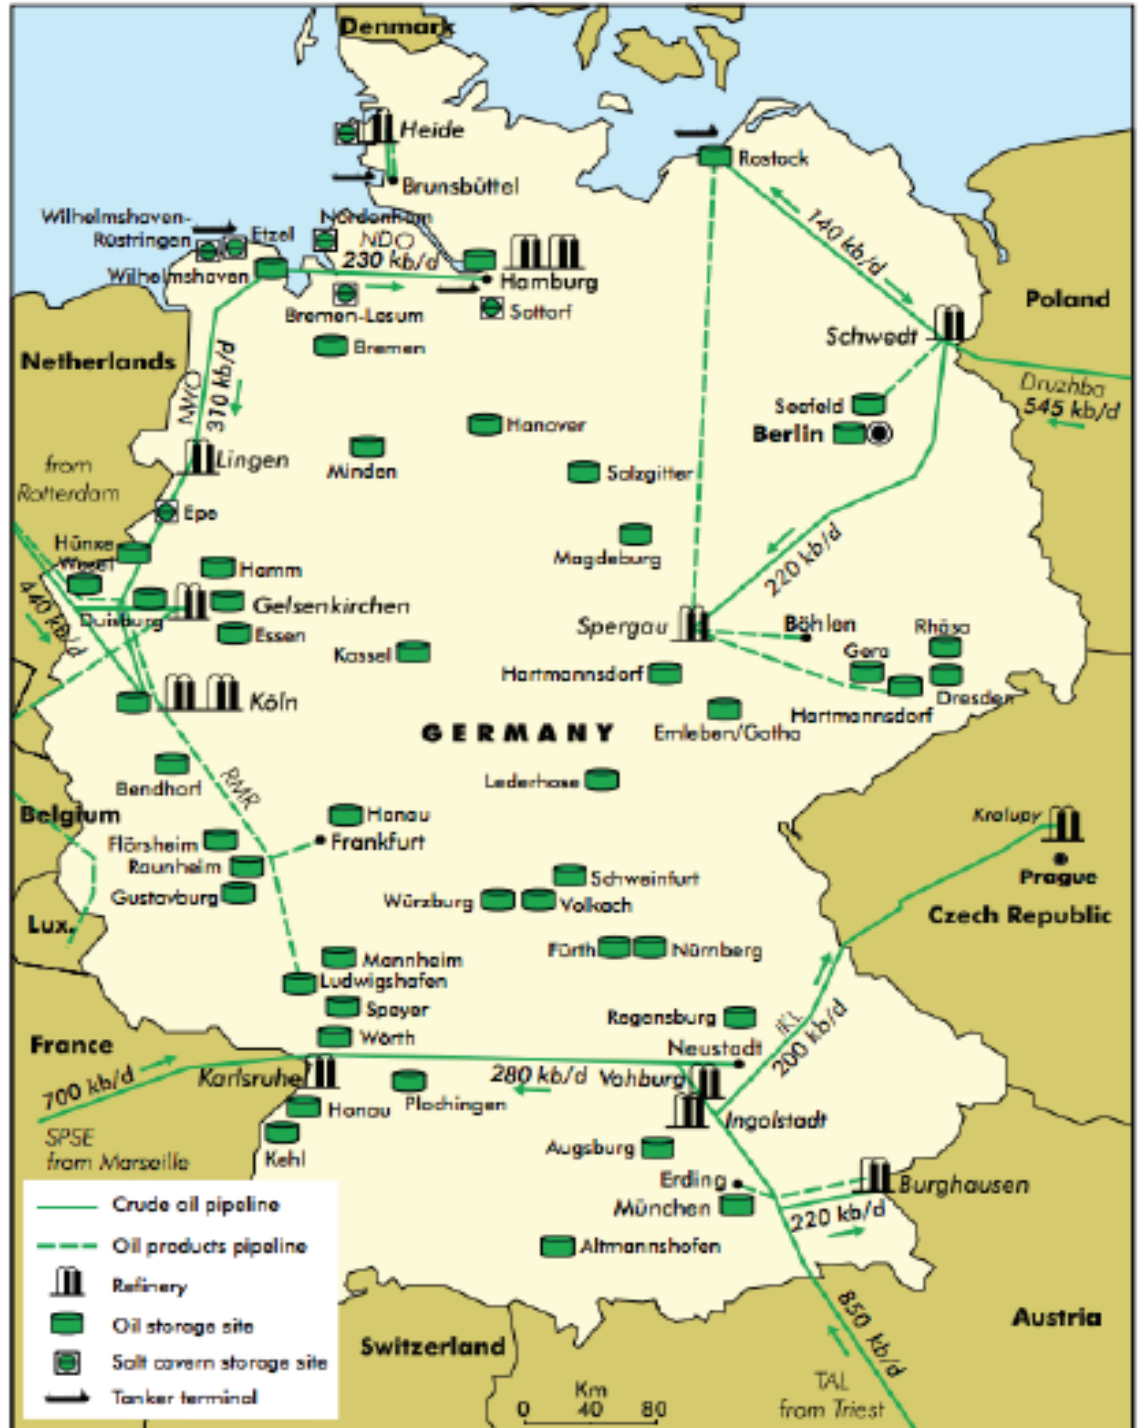 Denmark
Heide
Brunsbüttel
Rostock
140 kb/d
Wilhelmshaven-
Rüstringen
Etzel
Nordenham
NDO
230 kb/d
Wilhelmshaven
Hamburg
Bremen-Lesum
Sottorf
Bremen
Poland
Schwedt
Netherlands
NWO
310 kb/d
Druzhba
545 kb/d
Seefeld
Berlin
Hanover
Minden
Salzgitter
Lingen
from
Rotterdam
Epe
Magdeburg
220 kb/d
Hünxe
Wesel
Hamm
440 kb/d
Duisburg
Gelsenkirchen
Essen
Kassel
Spergau
Böhlen
Rhäsa
Gera
Hartmannsdorf
Dresden
Hartmannsdorf
Emleben/Gotha
Köln
GERMANY
Lederhose
Bendhorf
RMR
Belgium
Hanau
Frankfurt
Flörsheim
Raunheim
Gustavburg
Kralupy
Prague
Czech Republic
Schweinfurt
Würzburg
Volkach
Lux.
Fürth
Nürnberg
Mannheim
Ludwigshafen
Speyer
Wörth
Regensburg
IKL
200 kb/d
Neustadt
France
700 kb/d
Karlsruhe
280 kb/d
Vohburg
Honau
Plochingen
Ingolstadt
SPSE
from Marseille
Kehl
Augsburg
Erding
München
Burghausen
220 kb/d
Altmannshofen
Crude oil pipeline
Oil products pipeline
Refinery
Oil storage site
Salt cavern storage site
Tanker terminal
Switzerland
Austria
850 kb/d
TAL
from Triest
Km
0 40 80